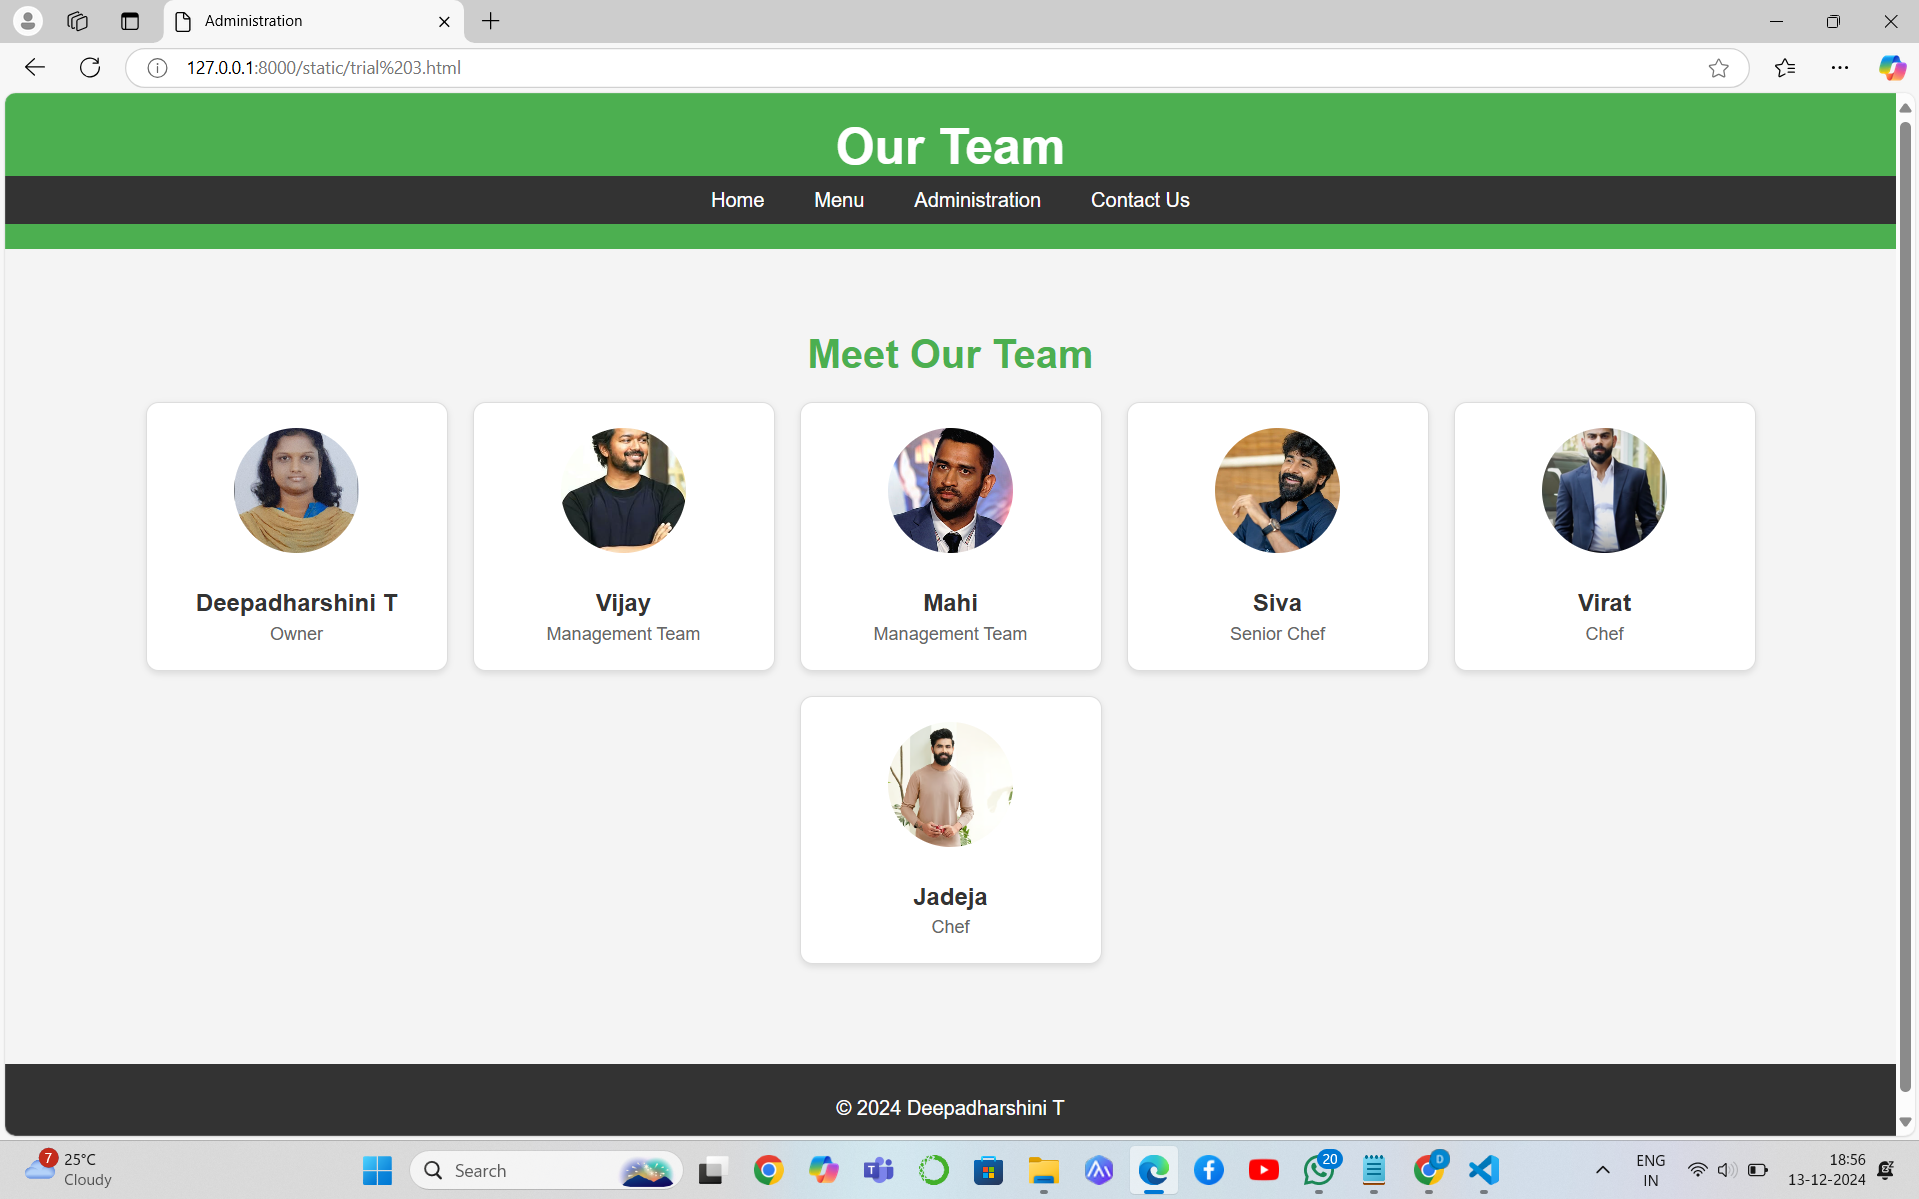 Administration
127.0.0.1:8000/static/trial%203.html
Our Team
Home Menu Administration Contact Us
Meet Our Team
Deepadharshini T
Owner
Vijay
Management Team
Mahi
Management Team
Siva
Senior Chef
Virat
Chef
Jadeja
Chef
© 2024 Deepadharshini T
7
25°C
Cloudy
Search
20
D
ENG
IN
18:56
13-12-2024